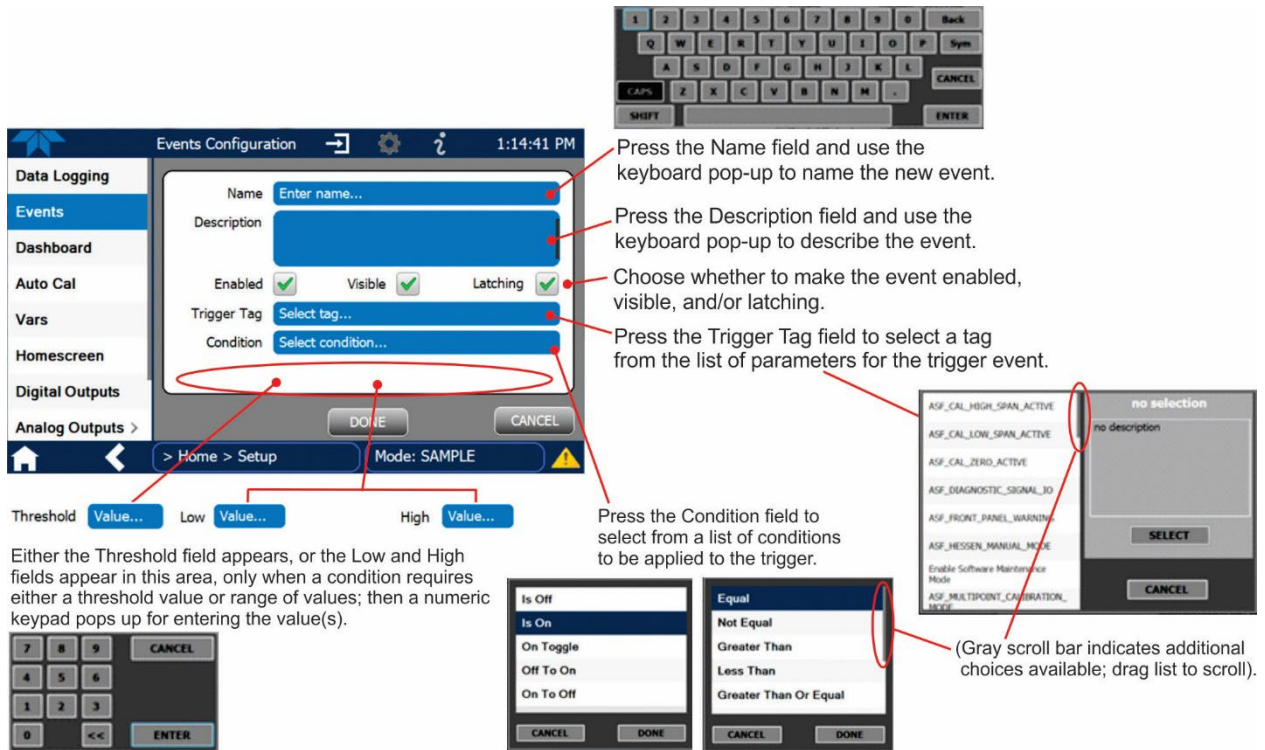 1 2 3 4 5 6 7 8 9 0 Back
Q W E R T Y U I O P Sym
A S D F G H J K L
CANCEL
CAPS Z X C V B N M .
SHIFT ENTER
Press the Name field and use the
keyboard pop-up to name the new event.
Press the Description field and use the
keyboard pop-up to describe the event.
Choose whether to make the event enabled,
visible, and/or latching.
Press the Trigger Tag field to select a tag
from the list of parameters for the trigger event.
Events Configuration i 1:14:41 PM
Data Logging
Events
Dashboard
Auto Cal
Vars
Homescreen
Digital Outputs
Analog Outputs >
Name Enter name...
Description
Enabled Visible Latching
Trigger Tag Select tag...
Condition Select condition...
DONE CANCEL
> Home > Setup Mode: SAMPLE
ASF_CAL_HIGH_SPAN_ACTIVE
ASF_CAL_LOW_SPAN_ACTIVE
ASF_CAL_ZERO_ACTIVE
ASF_DIAGNOSTIC_SIGNAL_IO
ASF_FRONT_PANEL_WARNING
ASF_HESSEN_MANUAL_MODE
Enable Software Maintenance
Mode
ASF_MULTIPOINT_CALIBRATION_
MODE
no selection
no description
SELECT
CANCEL
Threshold Value... Low Value... High Value...
Either the Threshold field appears, or the Low and High
fields appear in this area, only when a condition requires
either a threshold value or range of values; then a numeric
keypad pops up for entering the value(s).
7 8 9 CANCEL
4 5 6
1 2 3
0 << ENTER
Press the Condition field to
select from a list of conditions
to be applied to the trigger.
Is Off
Is On
On Toggle
Off To On
On To Off
CANCEL DONE
Equal
Not Equal
Greater Than
Less Than
Greater Than Or Equal
CANCEL DONE
(Gray scroll bar indicates additional
choices available; drag list to scroll).